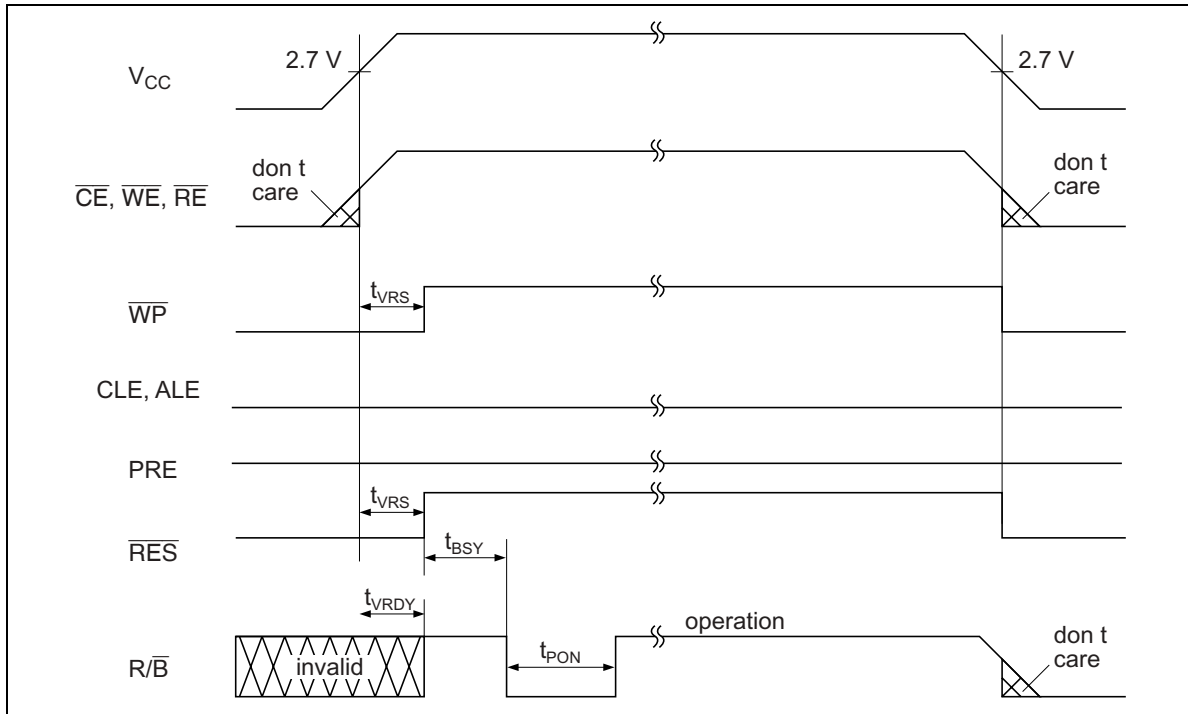 2.7 V
2.7 V
VCC
don t
care
don t
care
CE, WE, RE
tVRS
WP
CLE, ALE
PRE
tVRS
RES
tBSY
tVRDY
operation
invalid
tPON
R/B
don t
care